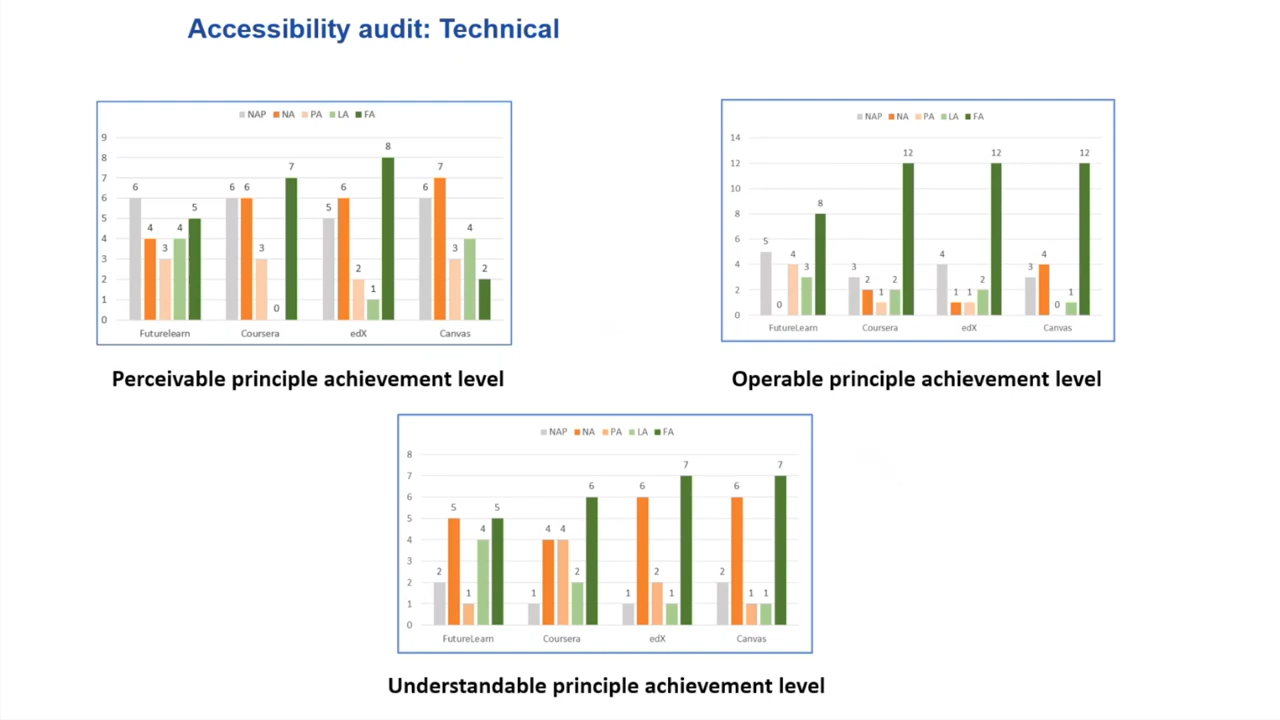 Accessibility audit: Technical
NAP NA PA LA FA
9
8
7
6
5
4
3
2
1
0
6 4 3 4 5
6 6 3 0 7
5 6 2 1 8
6 7 3 4 2
Futurelearn Coursera edX Canvas
Perceivable principle achievement level
NAP NA PA LA FA
14
12
10
8
6
4
2
0
5 0 4 3 8
3 2 1 2 12
4 1 1 2 12
3 4 0 1 12
FutureLearn Coursera edX Canvas
Operable principle achievement level
NAP NA PA LA FA
8
7
6
5
4
3
2
1
0
2 5 1 4 5
1 4 4 2 6
1 6 2 1 7
2 6 1 1 7
FutureLearn Coursera edX Canvas
Understandable principle achievement level